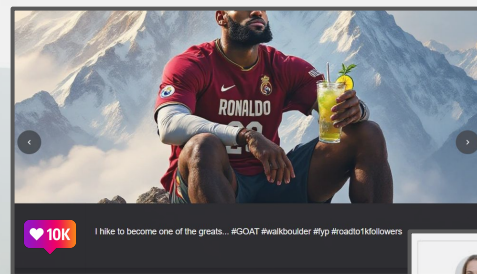 RONALDO
10K
I hike to become one of the greats... #GOAT #walkboulder #fyp #roadto1kfollowers